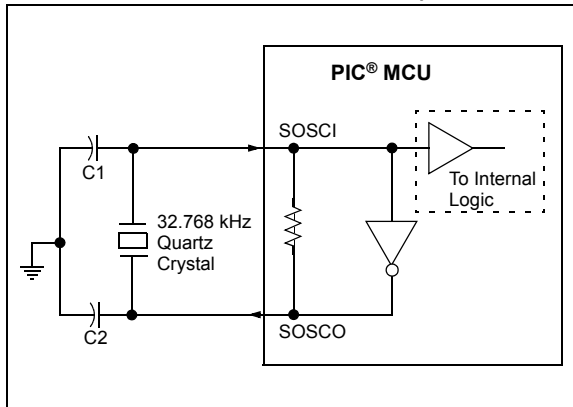 PIC® MCU
SOSCI
C1
To Internal
Logic
32.768 kHz
Quartz
Crystal
SOSCO
C2